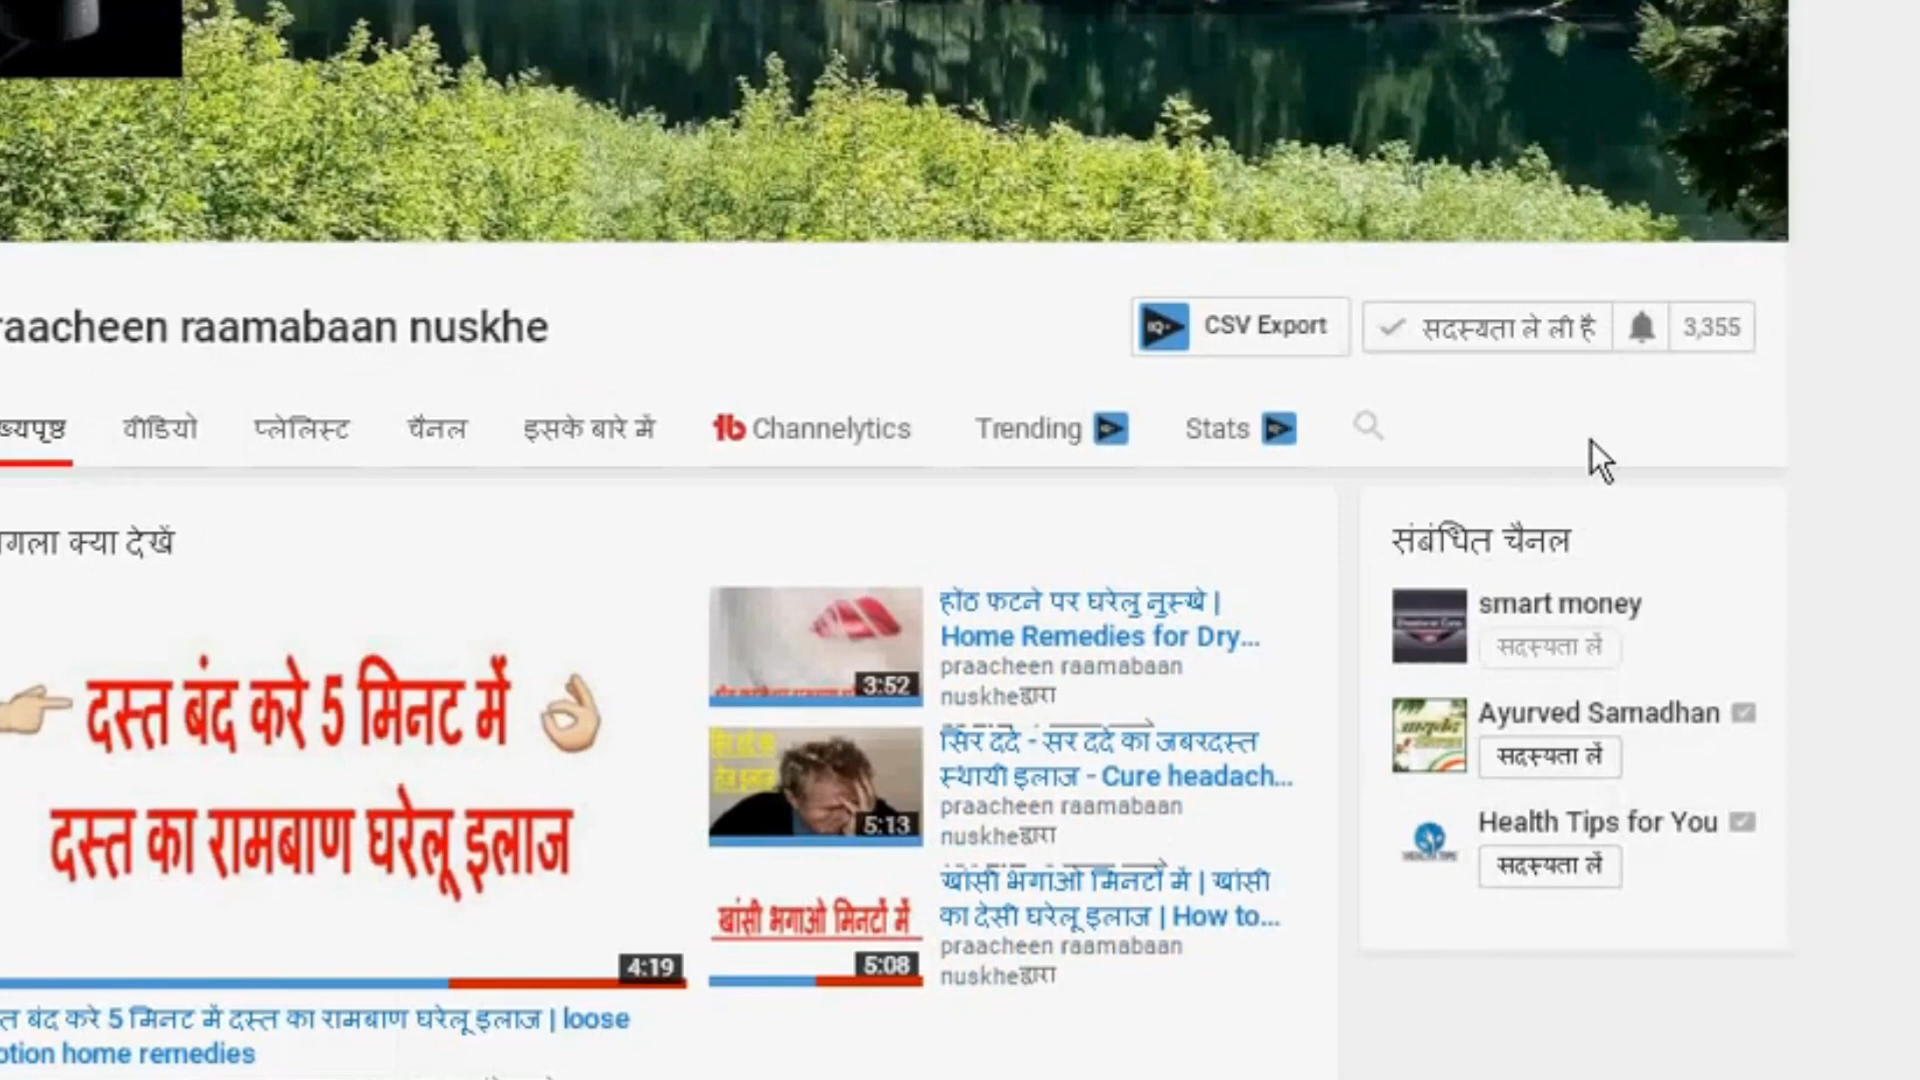 raacheen raamabaan nuskhe
CSV Export
सदस्यता ले ली है
3,355
ख्यपृष्ठ
वीडियो
प्लेलिस्ट
चैनल
इसके बारे में
Channelytics
Trending
Stats
गला क्या देखें
दस्त बंद करे 5 मिनट में
दस्त का रामबाण घरेलू इलाज
4:19
त बंद करे 5 मिनट में दस्त का रामबाण घरेलू इलाज | loose
otion home remedies
3:52
होंठ फटने पर घरेलु नुस्खे |
Home Remedies for Dry...
praacheen raamabaan
nuskheद्वारा
5:13
सिर दर्द - सर दर्द का जबरदस्त
स्थायी इलाज - Cure headach...
praacheen raamabaan
nuskheद्वारा
खांसी भगाओ मिनटों में
5:08
खांसी भगाओ मिनटों में | खांसी
का देसी घरेलू इलाज | How to...
praacheen raamabaan
nuskheद्वारा
संबंधित चैनल
smart money
सदस्यता लें
Ayurved Samadhan
सदस्यता लें
Health Tips for You
सदस्यता लें